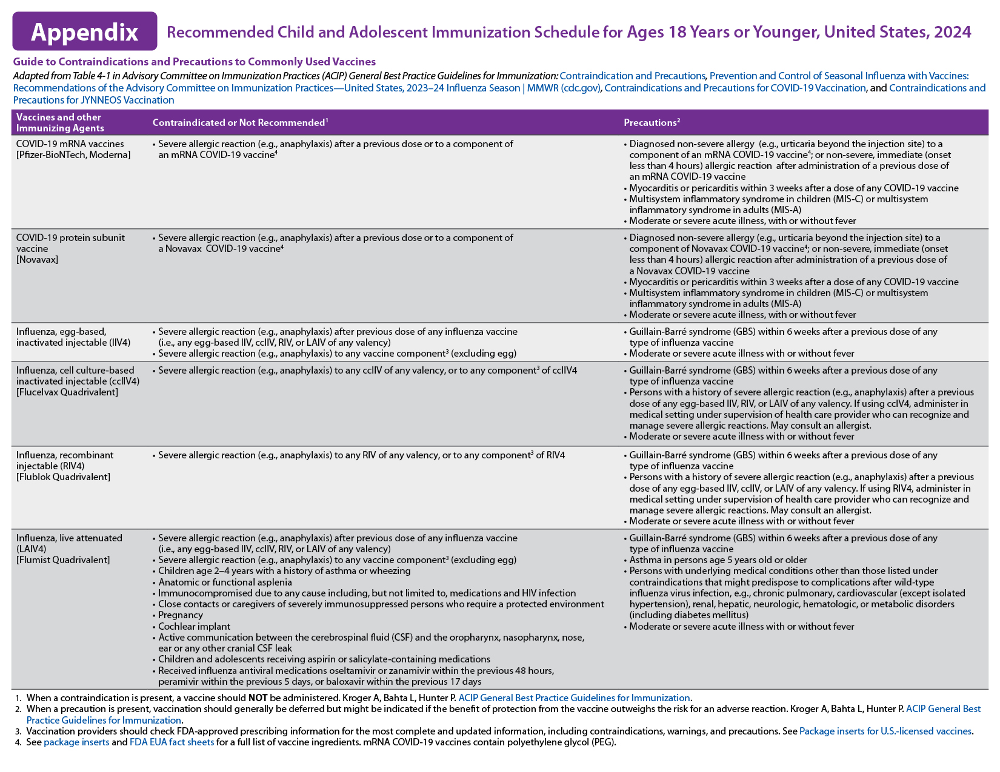 Appendix
Recommended Child and Adolescent Immunization Schedule for Ages 18 Years or Younger, United States, 2024
Guide to Contraindications and Precautions to Commonly Used Vaccines
Adapted from Table 4-1 in Advisory Committee on Immunization Practices (ACIP) General Best Practice Guidelines for Immunization: Contraindication and Precautions, Prevention and Control of Seasonal Influenza with Vaccines:
Recommendations of the Advisory Committee on Immunization Practices—United States, 2023–24 Influenza Season | MMWR (cdc.gov), Contraindications and Precautions for COVID-19 Vaccination, and Contraindications and
Precautions for JYNNEOS Vaccination
Vaccines and other
Immunizing Agents
Contraindicated or Not Recommended¹
Precautions²
COVID-19 mRNA vaccines
[Pfizer-BioNTech, Moderna]
• Severe allergic reaction (e.g., anaphylaxis) after a previous dose or to a component of
an mRNA COVID-19 vaccine⁴
• Diagnosed non-severe allergy (e.g., urticaria beyond the injection site) to a
component of an mRNA COVID-19 vaccine⁴; or non-severe, immediate (onset
less than 4 hours) allergic reaction after administration of a previous dose of
an mRNA COVID-19 vaccine
• Myocarditis or pericarditis within 3 weeks after a dose of any COVID-19 vaccine
• Multisystem inflammatory syndrome in children (MIS-C) or multisystem
inflammatory syndrome in adults (MIS-A)
• Moderate or severe acute illness, with or without fever
COVID-19 protein subunit
vaccine
[Novavax]
• Severe allergic reaction (e.g., anaphylaxis) after a previous dose or to a component of
a Novavax COVID-19 vaccine⁴
• Diagnosed non-severe allergy (e.g., urticaria beyond the injection site) to a
component of Novavax COVID-19 vaccine⁴; or non-severe, immediate (onset
less than 4 hours) allergic reaction after administration of a previous dose of
a Novavax COVID-19 vaccine
• Myocarditis or pericarditis within 3 weeks after a dose of any COVID-19 vaccine
• Multisystem inflammatory syndrome in children (MIS-C) or multisystem
inflammatory syndrome in adults (MIS-A)
• Moderate or severe acute illness, with or without fever
Influenza, egg-based,
inactivated injectable (IIV4)
• Severe allergic reaction (e.g., anaphylaxis) after previous dose of any influenza vaccine
(i.e., any egg-based IIV, ccIIV, RIV, or LAIV of any valency)
• Severe allergic reaction (e.g., anaphylaxis) to any vaccine component³ (excluding egg)
• Guillain-Barré syndrome (GBS) within 6 weeks after a previous dose of any
type of influenza vaccine
• Moderate or severe acute illness with or without fever
Influenza, cell culture-based
inactivated injectable (ccIIV4)
[Flucelvax Quadrivalent]
• Severe allergic reaction (e.g., anaphylaxis) to any ccIIV of any valency, or to any component³ of ccIIV4
• Guillain-Barré syndrome (GBS) within 6 weeks after a previous dose of any
type of influenza vaccine
• Persons with a history of severe allergic reaction (e.g., anaphylaxis) after a previous
dose of any egg-based IIV, RIV, or LAIV of any valency. If using ccIV4, administer in
medical setting under supervision of health care provider who can recognize and
manage severe allergic reactions. May consult an allergist.
• Moderate or severe acute illness with or without fever
Influenza, recombinant
injectable (RIV4)
[Flublok Quadrivalent]
• Severe allergic reaction (e.g., anaphylaxis) to any RIV of any valency, or to any component³ of RIV4
• Guillain-Barré syndrome (GBS) within 6 weeks after a previous dose of any
type of influenza vaccine
• Persons with a history of severe allergic reaction (e.g., anaphylaxis) after a previous
dose of any egg-based IIV, ccIIV, or LAIV of any valency. If using RIV4, administer in
medical setting under supervision of health care provider who can recognize and
manage severe allergic reactions. May consult an allergist.
• Moderate or severe acute illness with or without fever
Influenza, live attenuated
(LAIV4)
[Flumist Quadrivalent]
• Severe allergic reaction (e.g., anaphylaxis) after previous dose of any influenza vaccine
(i.e., any egg-based IIV, ccIIV, RIV, or LAIV of any valency)
• Severe allergic reaction (e.g., anaphylaxis) to any vaccine component³ (excluding egg)
• Children age 2–4 years with a history of asthma or wheezing
• Anatomic or functional asplenia
• Immunocompromised due to any cause including, but not limited to, medications and HIV infection
• Close contacts or caregivers of severely immunosuppressed persons who require a protected environment
• Pregnancy
• Cochlear implant
• Active communication between the cerebrospinal fluid (CSF) and the oropharynx, nasopharynx, nose,
ear or any other cranial CSF leak
• Children and adolescents receiving aspirin or salicylate-containing medications
• Received influenza antiviral medications oseltamivir or zanamivir within the previous 48 hours,
peramivir within the previous 5 days, or baloxavir within the previous 17 days
• Guillain-Barré syndrome (GBS) within 6 weeks after a previous dose of any
type of influenza vaccine
• Asthma in persons age 5 years old or older
• Persons with underlying medical conditions other than those listed under
contraindications that might predispose to complications after wild-type
influenza virus infection, e.g., chronic pulmonary, cardiovascular (except isolated
hypertension), renal, hepatic, neurologic, hematologic, or metabolic disorders
(including diabetes mellitus)
• Moderate or severe acute illness with or without fever
1. When a contraindication is present, a vaccine should NOT be administered. Kroger A, Bahta L, Hunter P. ACIP General Best Practice Guidelines for Immunization.
2. When a precaution is present, vaccination should generally be deferred but might be indicated if the benefit of protection from the vaccine outweighs the risk for an adverse reaction. Kroger A, Bahta L, Hunter P. ACIP General Best
Practice Guidelines for Immunization.
3. Vaccination providers should check FDA-approved prescribing information for the most complete and updated information, including contraindications, warnings, and precautions. See Package inserts for U.S.-licensed vaccines.
4. See package inserts and FDA EUA fact sheets for a full list of vaccine ingredients. mRNA COVID-19 vaccines contain polyethylene glycol (PEG).